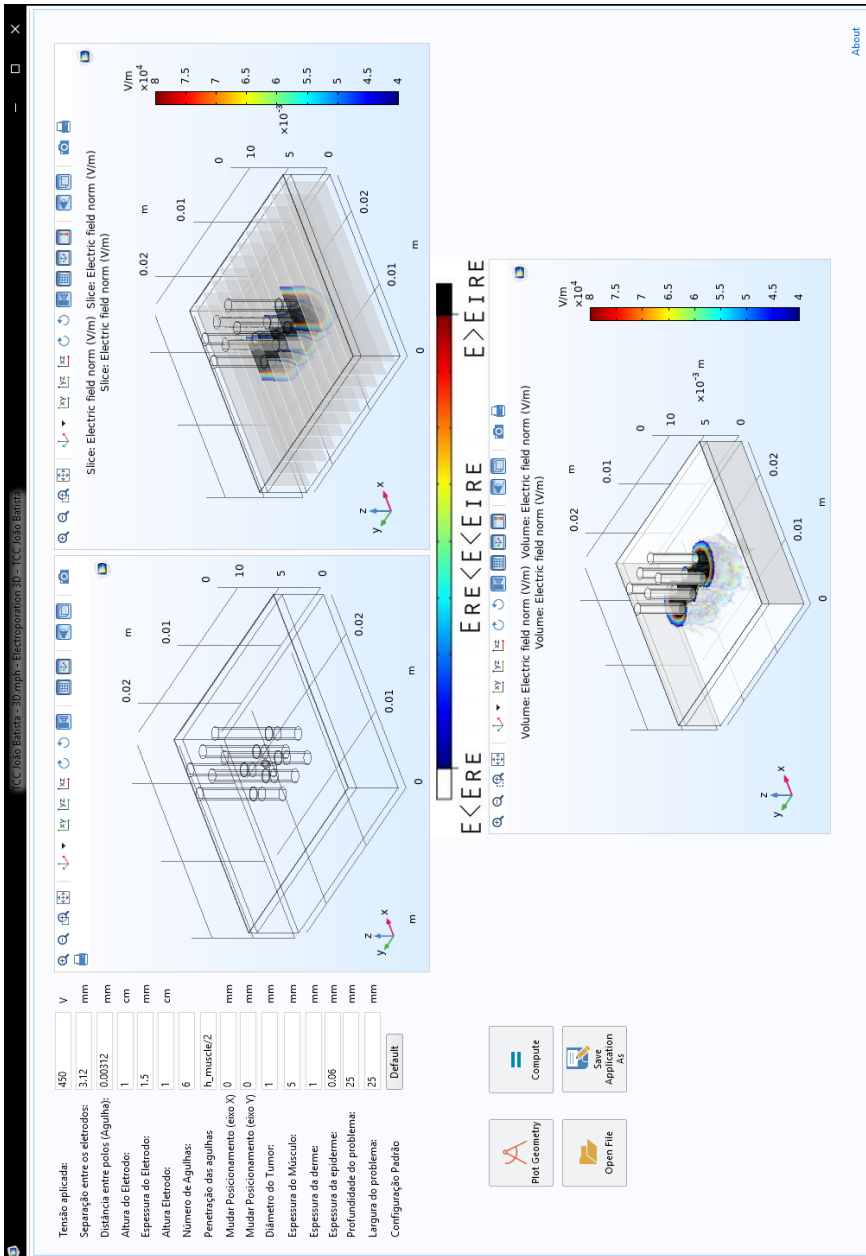 TCC João Batista - 3D.mph - Electroporation 3D - TCC João Batista
Tensão aplicada: 450 V
Separação entre os eletrodos: 3.12 mm
Distância entre polos (Agulha): 0.00312 mm
Altura do Eletrodo: 1 cm
Espessura do Eletrodo: 1.5 mm
Altura Eletrodo: 1 cm
Número de Agulhas: 6
Penetração das agulhas h_muscle/2
Mudar Posicionamento (eixo X) 0 mm
Mudar Posicionamento (eixo Y) 0 mm
Diâmetro do Tumor: 1 mm
Espessura do Músculo: 5 mm
Espessura da derme: 1 mm
Espessura da epiderme: 0.06 mm
Profundidade do problema: 25 mm
Largura do problema: 25 mm
Configuração Padrão Default
Plot Geometry
Compute
Open File
Save Application As
xy yz xz
m
0.02
0.01
0
10
5
0
0.02
0.01
0
m
z
y x
xy yz xz
Slice: Electric field norm (V/m) Slice: Electric field norm (V/m)
Slice: Electric field norm (V/m)
m
0.02
0.01
0
10
5
0
×10⁻³
0.02
0.01
0
m
z
y x
V/m
×10⁴
8
7.5
7
6.5
6
5.5
5
4.5
4
E<ERE ERE<E<EIRE E>EIRE
xy yz xz
Volume: Electric field norm (V/m) Volume: Electric field norm (V/m)
Volume: Electric field norm (V/m)
m
0.02
0.01
0
10
5
0
×10⁻³ m
0.02
0.01
0
m
z
y x
V/m
×10⁴
8
7.5
7
6.5
6
5.5
5
4.5
4
About